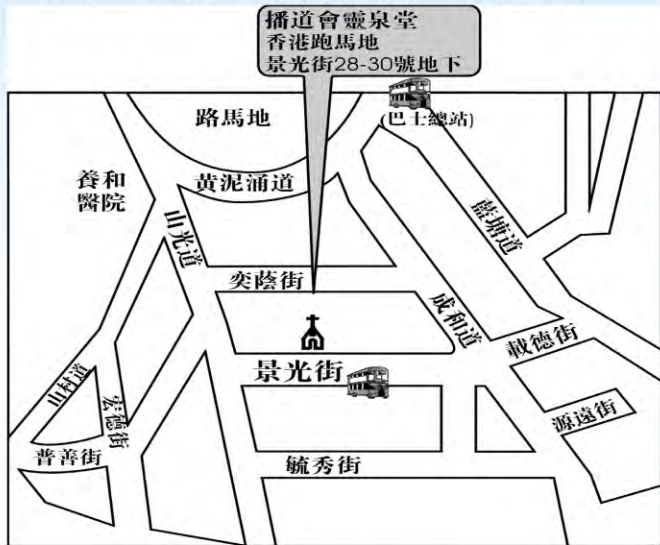 播道會靈泉堂
香港跑馬地
景光街28-30號地下
路馬地
(巴士總站)
養和
醫院
黃泥涌道
山光道
藍塘道
奕蔭街
成和道
載德街
景光街
山村道
宏德街
源遠街
普善街
毓秀街